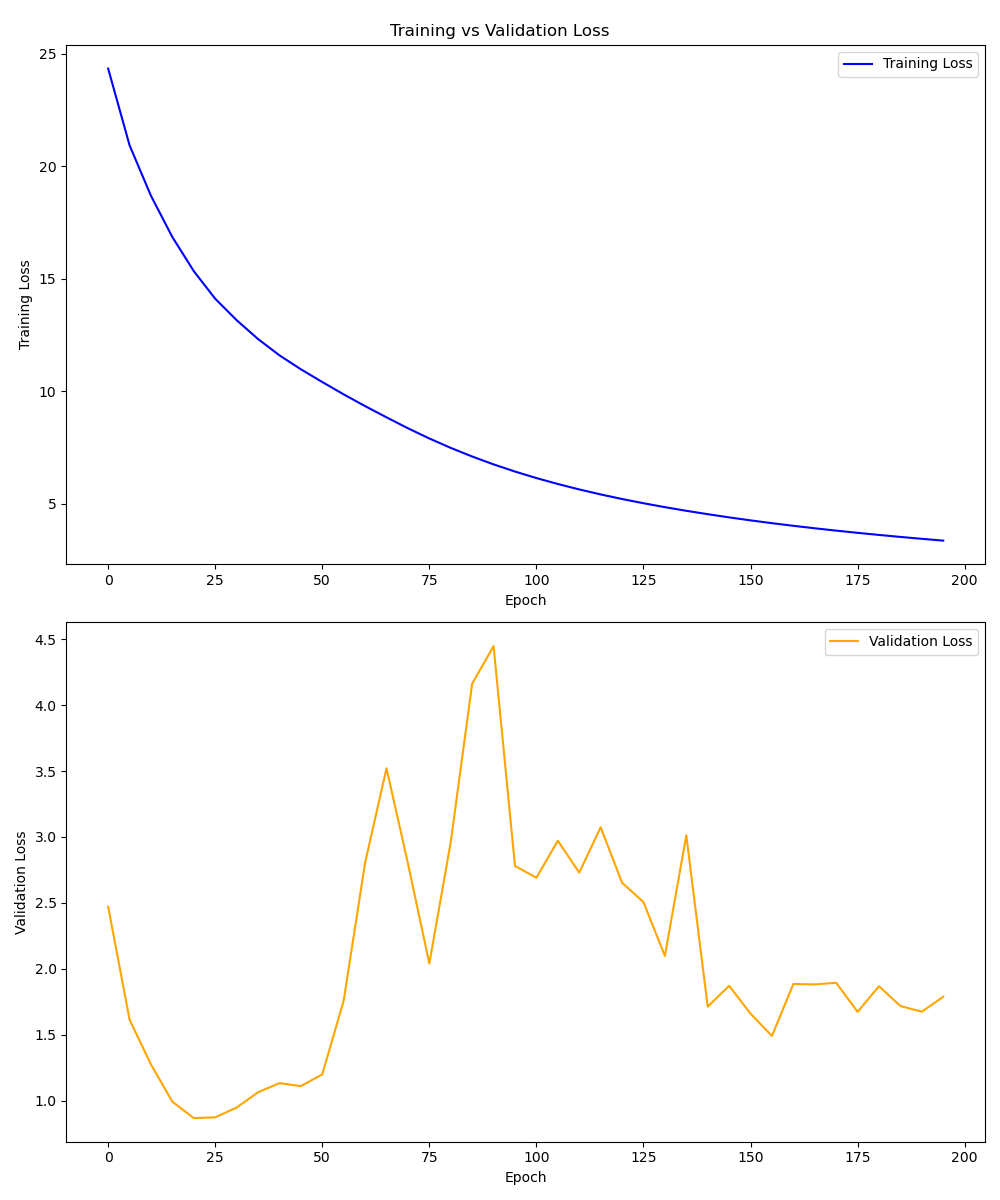 Training vs Validation Loss
25
20
15
10
5
Training Loss
Training Loss
0 25 50 75 100 125 150 175 200
Epoch
4.5
4.0
3.5
3.0
2.5
2.0
1.5
1.0
Validation Loss
Validation Loss
0 25 50 75 100 125 150 175 200
Epoch